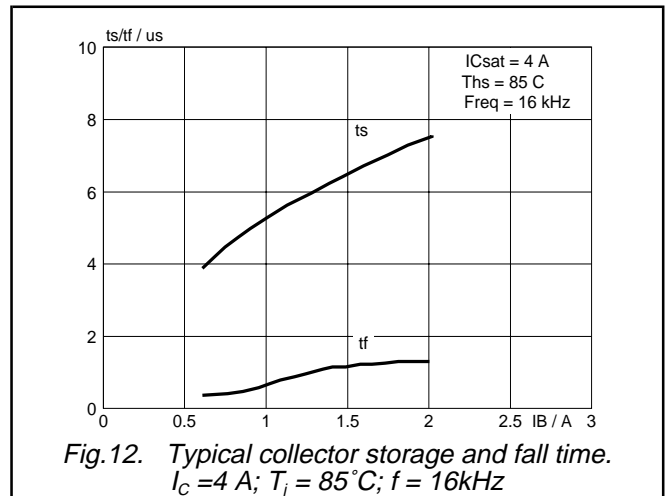 ts/tf / us
10
ICsat = 4 A
Ths = 85 C
Freq = 16 kHz
8
ts
6
4
2
tf
0
0 0.5 1 1.5 2 2.5 IB / A 3
Fig.12. Typical collector storage and fall time.
IC =4 A; Tj = 85˚C; f = 16kHz